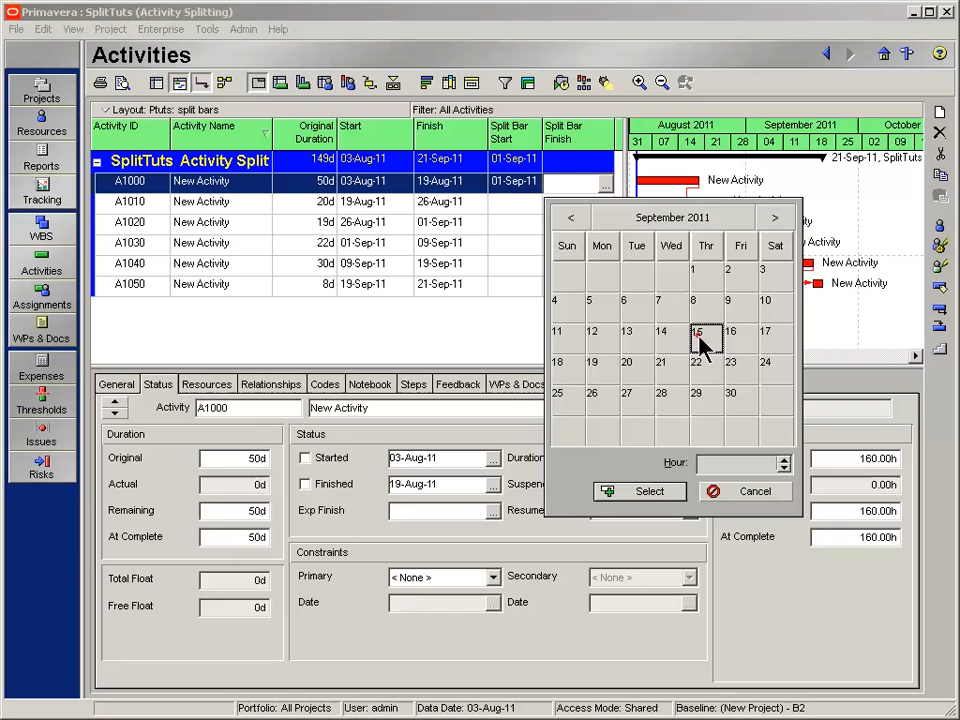 Primavera : SplitTuts (Activity Splitting)
File Edit View Project Enterprise Tools Admin Help
Activities
Layout: Ptuts: split bars Filter: All Activities
Activity ID Activity Name Original Duration Start Finish Split Bar Start Split Bar Finish August 2011 September 2011 October
31 07 14 21 28 04 11 18 25 02 09
SplitTuts Activity Split 149d 03-Aug-11 21-Sep-11 01-Sep-11 21-Sep-11, SplitTuts
A1000 New Activity 50d 03-Aug-11 19-Aug-11 01-Sep-11 ... New Activity
A1010 New Activity 20d 19-Aug-11 26-Aug-11
A1020 New Activity 19d 26-Aug-11 01-Sep-11
A1030 New Activity 22d 01-Sep-11 09-Sep-11
A1040 New Activity 30d 09-Sep-11 19-Sep-11 New Activity
A1050 New Activity 8d 19-Sep-11 21-Sep-11 New Activity
Projects
Resources
Reports
Tracking
WBS
Activities
Assignments
WPs & Docs
Expenses
Thresholds
Issues
Risks
< September 2011 >
Sun Mon Tue Wed Thr Fri Sat
1 2 3
4 5 6 7 8 9 10
11 12 13 14 15 16 17
18 19 20 21 22 23 24
25 26 27 28 29 30
Hour:
Select Cancel
General Status Resources Relationships Codes Notebook Steps Feedback WPs & Docs
Activity A1000 New Activity
Duration
Original 50d
Actual 0d
Remaining 50d
At Complete 50d
Total Float 0d
Free Float 0d
Status
Started 03-Aug-11 ...
Finished 19-Aug-11 ...
Exp Finish ...
Constraints
Primary < None > Secondary < None >
Date ... Date ...
160.00h
0.00h
160.00h
At Complete 160.00h
Portfolio: All Projects User: admin Data Date: 03-Aug-11 Access Mode: Shared Baseline: (New Project) - B2